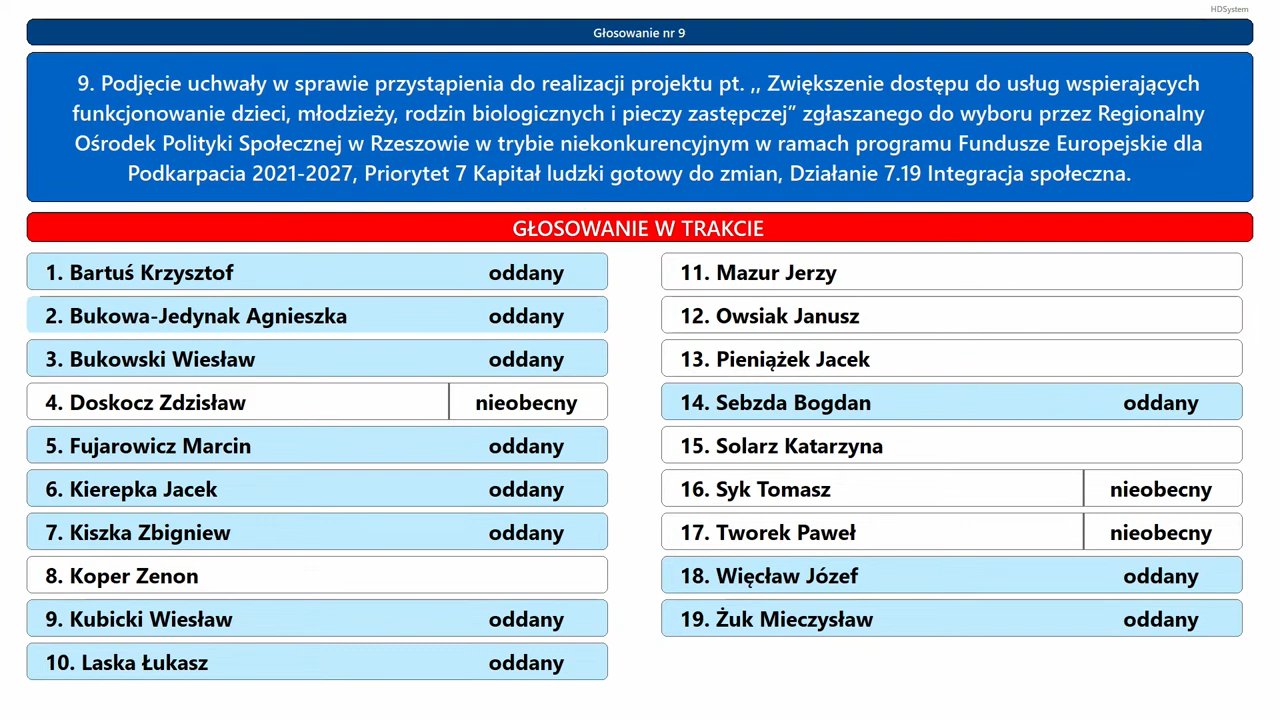 HDSystem
Głosowanie nr 9
9. Podjęcie uchwały w sprawie przystąpienia do realizacji projektu pt. ,, Zwiększenie dostępu do usług wspierających
funkcjonowanie dzieci, młodzieży, rodzin biologicznych i pieczy zastępczej” zgłaszanego do wyboru przez Regionalny
Ośrodek Polityki Społecznej w Rzeszowie w trybie niekonkurencyjnym w ramach programu Fundusze Europejskie dla
Podkarpacia 2021-2027, Priorytet 7 Kapitał ludzki gotowy do zmian, Działanie 7.19 Integracja społeczna.
GŁOSOWANIE W TRAKCIE
1. Bartuś Krzysztof oddany
2. Bukowa-Jedynak Agnieszka oddany
3. Bukowski Wiesław oddany
4. Doskocz Zdzisław nieobecny
5. Fujarowicz Marcin oddany
6. Kierepka Jacek oddany
7. Kiszka Zbigniew oddany
8. Koper Zenon
9. Kubicki Wiesław oddany
10. Laska Łukasz oddany
11. Mazur Jerzy
12. Owsiak Janusz
13. Pieniążek Jacek
14. Sebzda Bogdan oddany
15. Solarz Katarzyna
16. Syk Tomasz nieobecny
17. Tworek Paweł nieobecny
18. Więcław Józef oddany
19. Żuk Mieczysław oddany